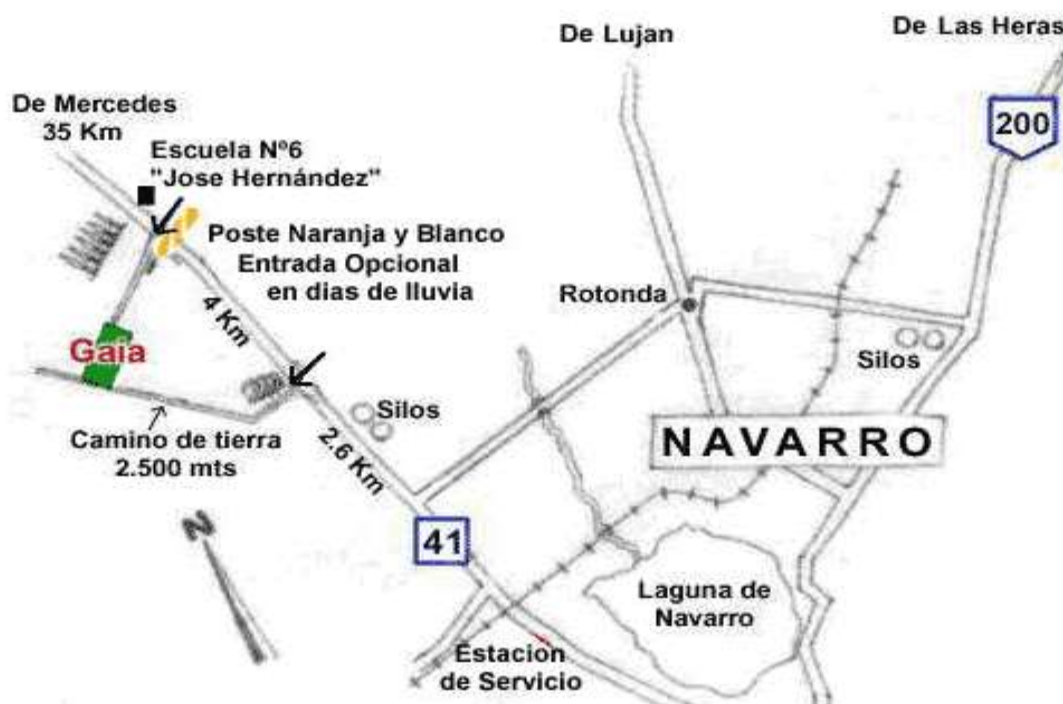 De Lujan
De Las Heras
De Mercedes
35 Km
200
Escuela Nº6
"Jose Hernández"
Poste Naranja y Blanco
Entrada Opcional
en dias de lluvia
Rotonda
4 Km
Gaia
Silos
Silos
NAVARRO
Camino de tierra
2.500 mts
2.6 Km
N
41
Laguna de
Navarro
Estacion
de Servicio